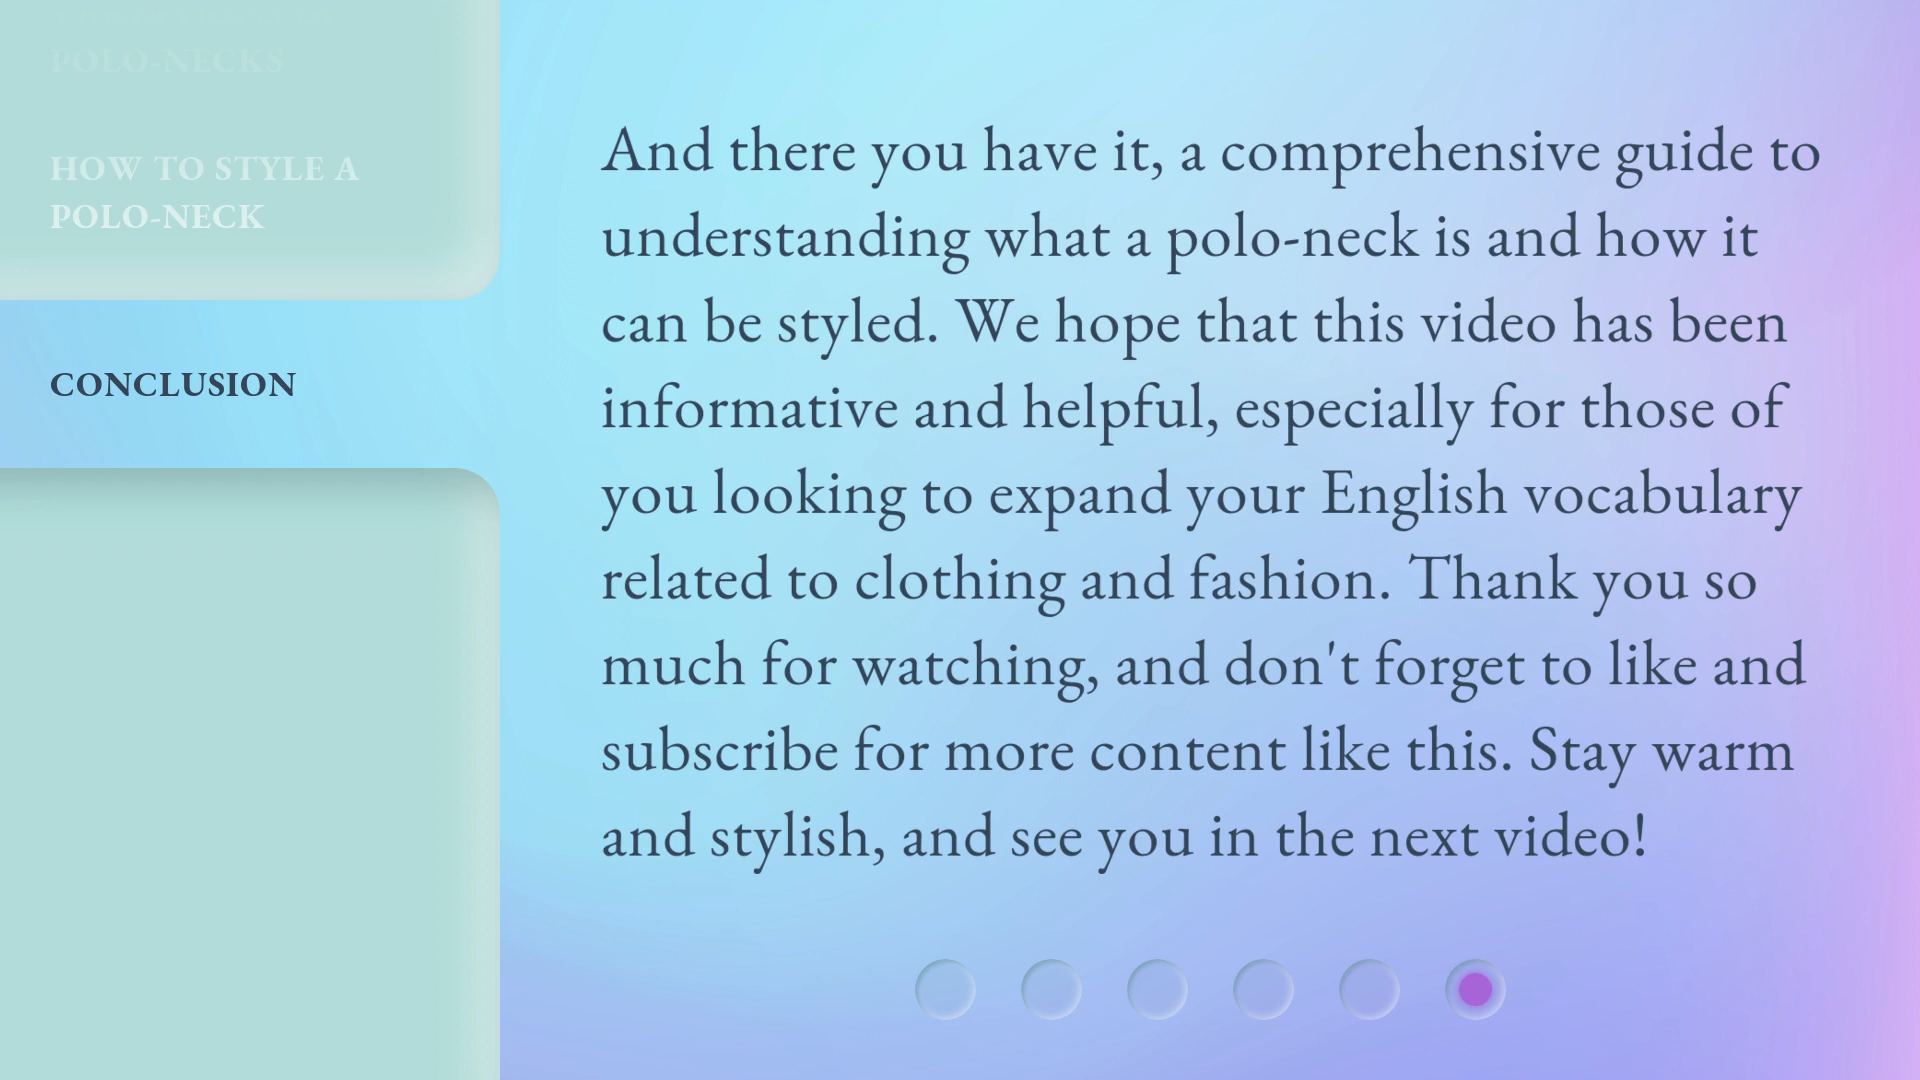 POLO-NECKS
HOW TO STYLE A
POLO-NECK
CONCLUSION
And there you have it, a comprehensive guide to
understanding what a polo-neck is and how it
can be styled. We hope that this video has been
informative and helpful, especially for those of
you looking to expand your English vocabulary
related to clothing and fashion. Thank you so
much for watching, and don't forget to like and
subscribe for more content like this. Stay warm
and stylish, and see you in the next video!